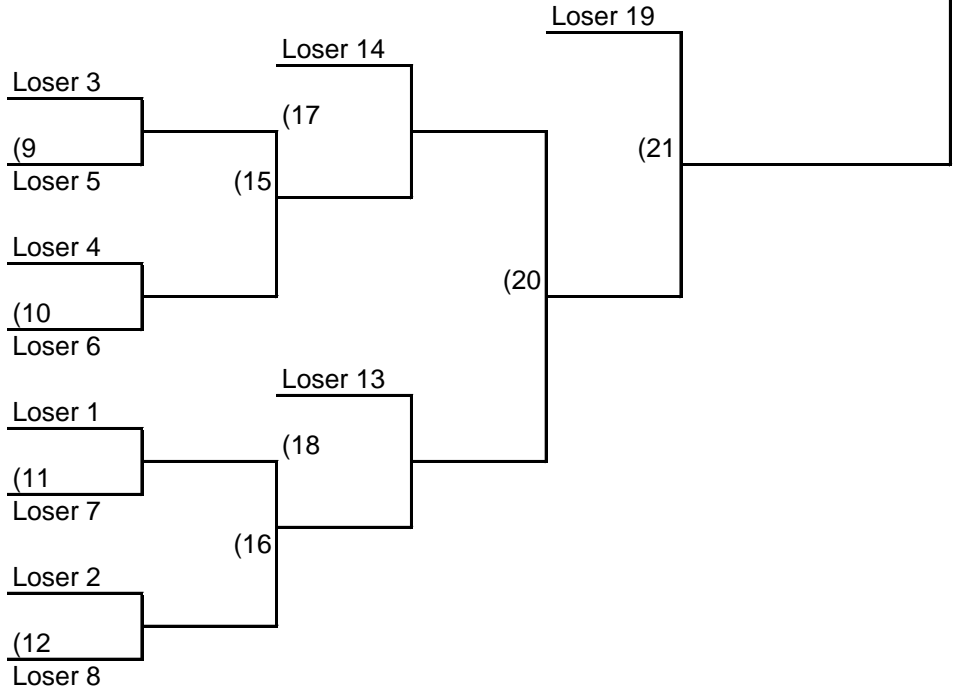 Loser 19
Loser 14
Loser 3
(17
(9
(21
Loser 5
(15
Loser 4
(20
(10
Loser 6
Loser 13
Loser 1
(18
(11
Loser 7
(16
Loser 2
(12
Loser 8